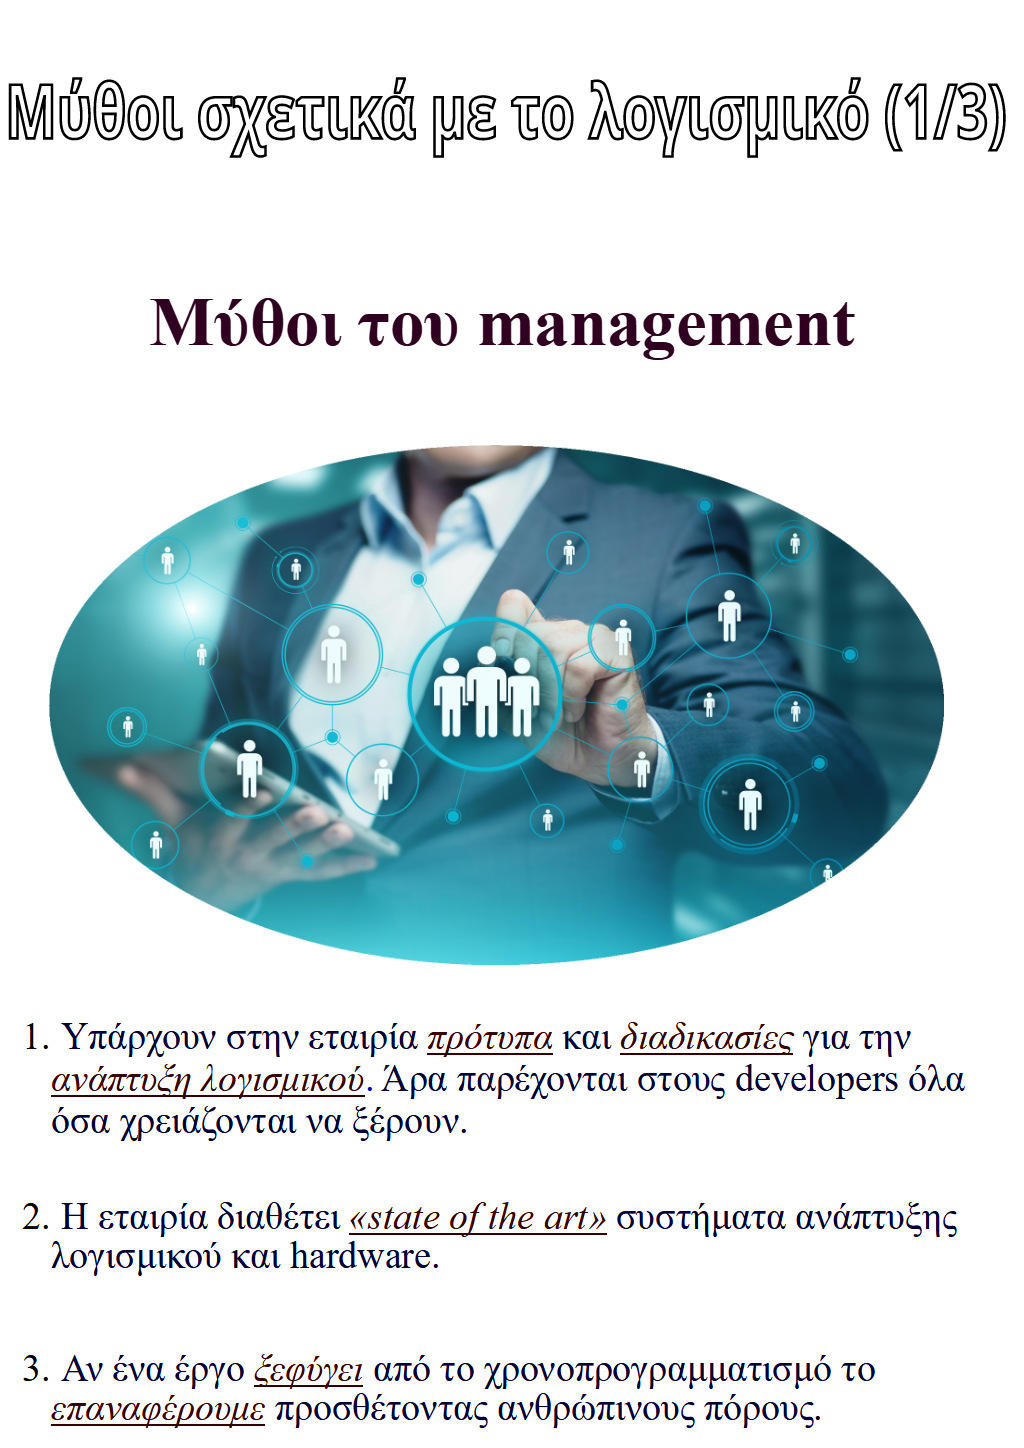 Μύθοι σχετικά με το λογισμικό (1/3)
Μύθοι του management
1. Υπάρχουν στην εταιρία πρότυπα και διαδικασίες για την
ανάπτυξη λογισμικού. Άρα παρέχονται στους developers όλα
όσα χρειάζονται να ξέρουν.
2. Η εταιρία διαθέτει «state of the art» συστήματα ανάπτυξης
λογισμικού και hardware.
3. Αν ένα έργο ξεφύγει από το χρονοπρογραμματισμό το
επαναφέρουμε προσθέτοντας ανθρώπινους πόρους.